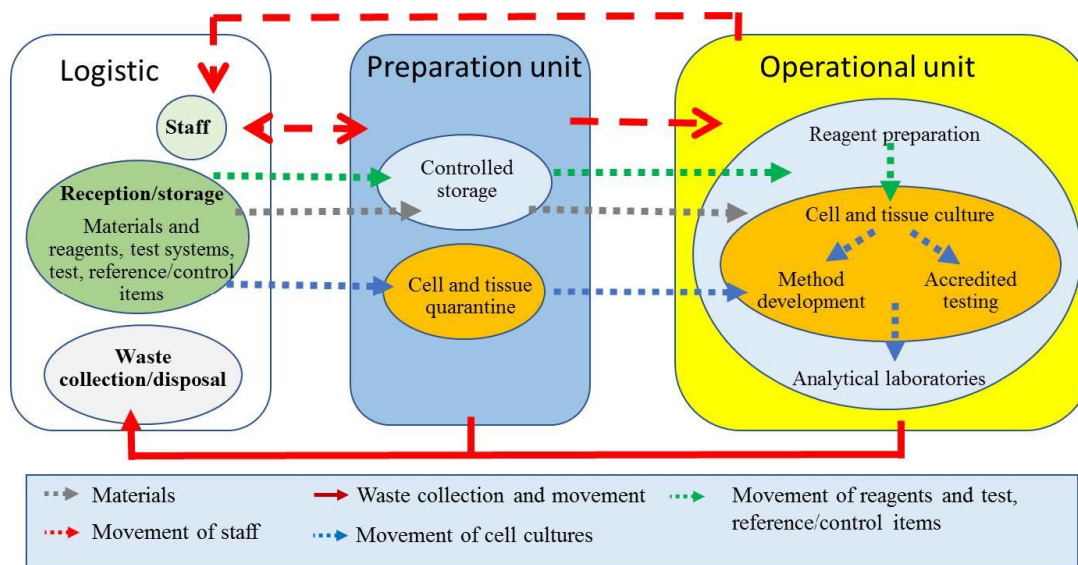 Logistic
Staff
Reception/storage
Materials and
reagents, test systems,
test, reference/control
items
Waste
collection/disposal
Preparation unit
Controlled
storage
Cell and tissue
quarantine
Operational unit
Reagent preparation
Cell and tissue culture
Method
development
Accredited
testing
Analytical laboratories
Materials
Movement of staff
Waste collection and movement
Movement of cell cultures
Movement of reagents and test,
reference/control items